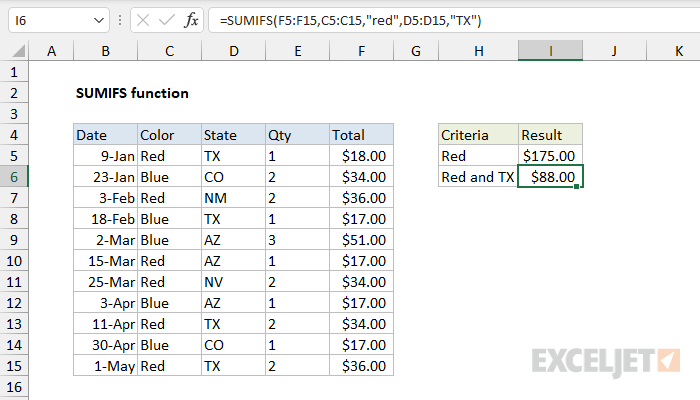 I6 fx =SUMIFS(F5:F15,C5:C15,"red",D5:D15,"TX")
A B C D E F G H I J K
1
2 SUMIFS function
3
4 Date Color State Qty Total Criteria Result
5 9-Jan Red TX 1 $18.00 Red $175.00
6 23-Jan Blue CO 2 $34.00 Red and TX $88.00
7 3-Feb Red NM 2 $36.00
8 18-Feb Blue TX 1 $17.00
9 2-Mar Blue AZ 3 $51.00
10 15-Mar Red AZ 1 $17.00
11 25-Mar Red NV 2 $34.00
12 3-Apr Blue AZ 1 $17.00
13 11-Apr Red TX 2 $34.00
14 30-Apr Blue CO 1 $17.00
15 1-May Red TX 2 $36.00
16
EXCELJET